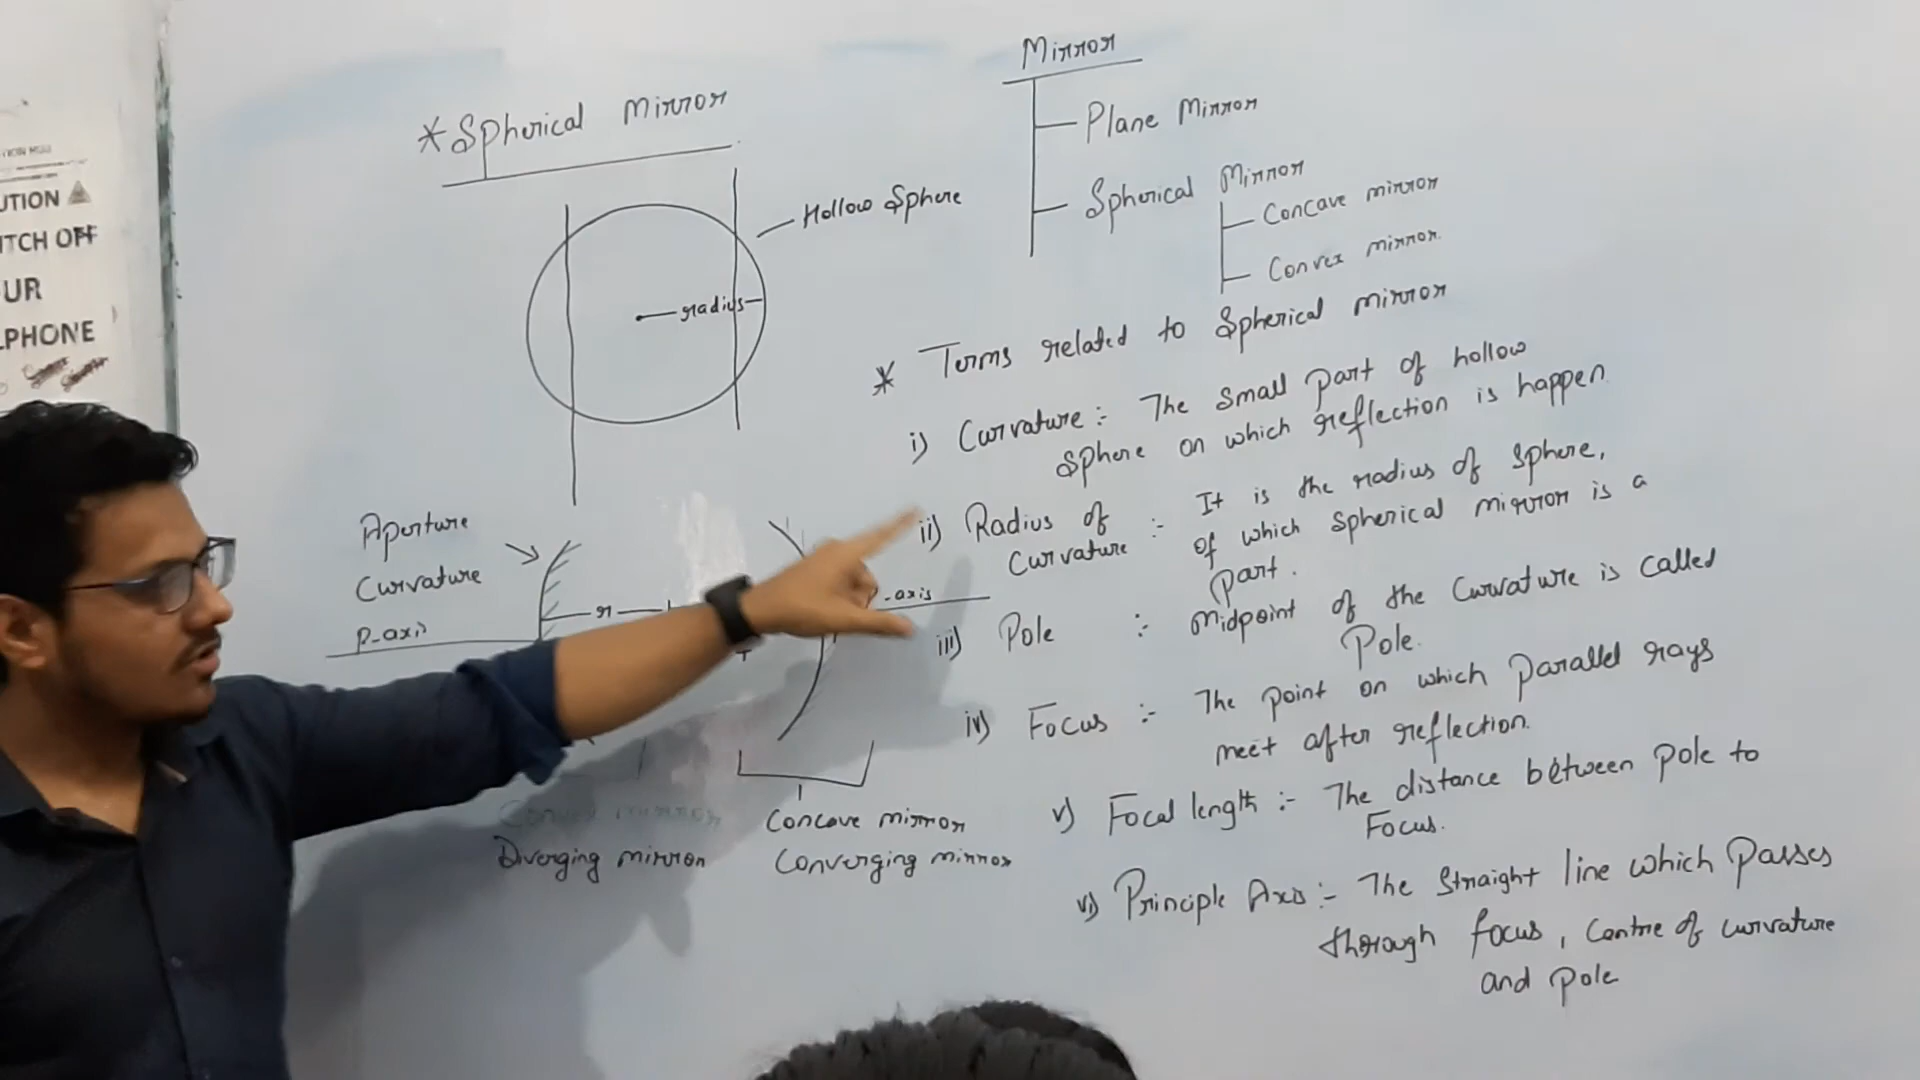 UTION
ITCH OFF
UR
LPHONE
* Spherical Mirror
Hollow Sphere
radius
Mirror
Plane Mirror
Spherical Mirror
Concave mirror
Convex mirror
* Terms related to Spherical mirror
i) Curvature :- The small part of hollow
sphere on which reflection is happen
ii) Radius of Curvature :- It is the radius of sphere,
of which spherical mirror is a
part.
iii) Pole :- midpoint of the Curvature is called
Pole.
iv) Focus :- The point on which parallel rays
meet after reflection.
v) Focal length :- The distance between pole to
Focus.
vi) Principle Axis :- The straight line which passes
thorough focus, Centre of curvature
and pole
Aperture
Curvature
P-axis
r
-axis
Diverging mirror
Concave mirror
Converging mirror